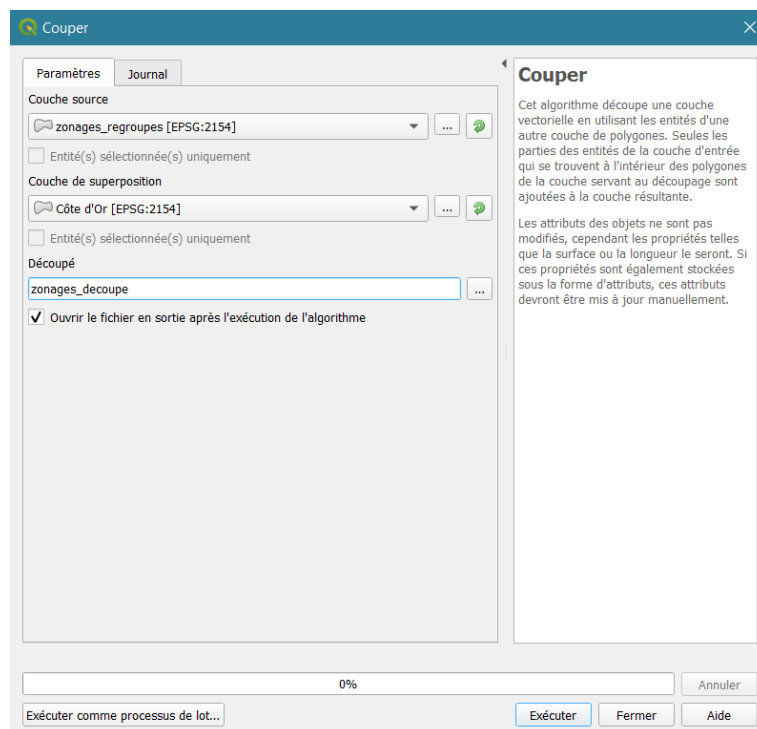 Couper
Paramètres
Journal
Couche source
zonages_regroupes [EPSG:2154]
...
Entité(s) sélectionnée(s) uniquement
Couche de superposition
Côte d'Or [EPSG:2154]
...
Entité(s) sélectionnée(s) uniquement
Découpé
zonages_decoupe
...
Ouvrir le fichier en sortie après l'exécution de l'algorithme
Couper
Cet algorithme découpe une couche
vectorielle en utilisant les entités d'une
autre couche de polygones. Seules les
parties des entités de la couche d'entrée
qui se trouvent à l'intérieur des polygones
de la couche servant au découpage sont
ajoutées à la couche résultante.
Les attributs des objets ne sont pas
modifiés, cependant les propriétés telles
que la surface ou la longueur le seront. Si
ces propriétés sont également stockées
sous la forme d'attributs, ces attributs
devront être mis à jour manuellement.
0%
Annuler
Exécuter comme processus de lot...
Exécuter
Fermer
Aide